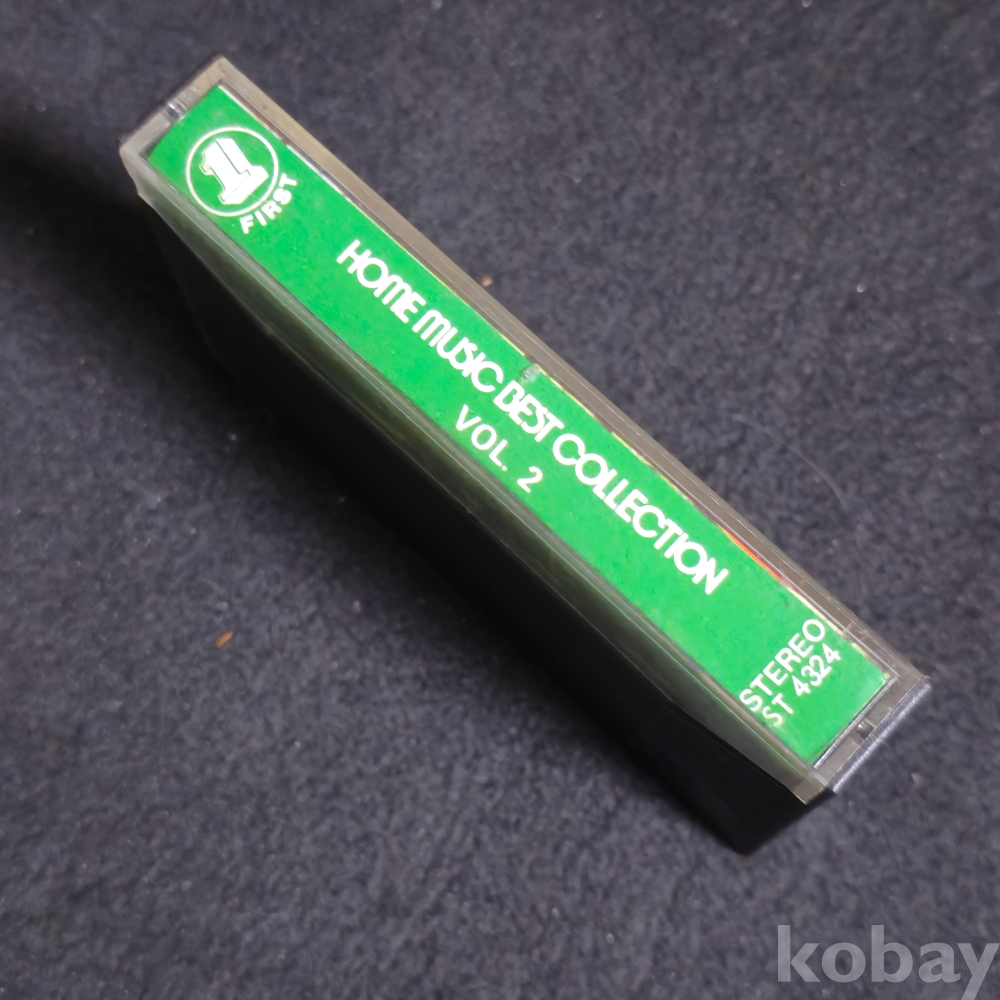 1
FIRST
HOME MUSIC BEST COLLECTION
VOL. 2
STEREO
ST 4324
kobay